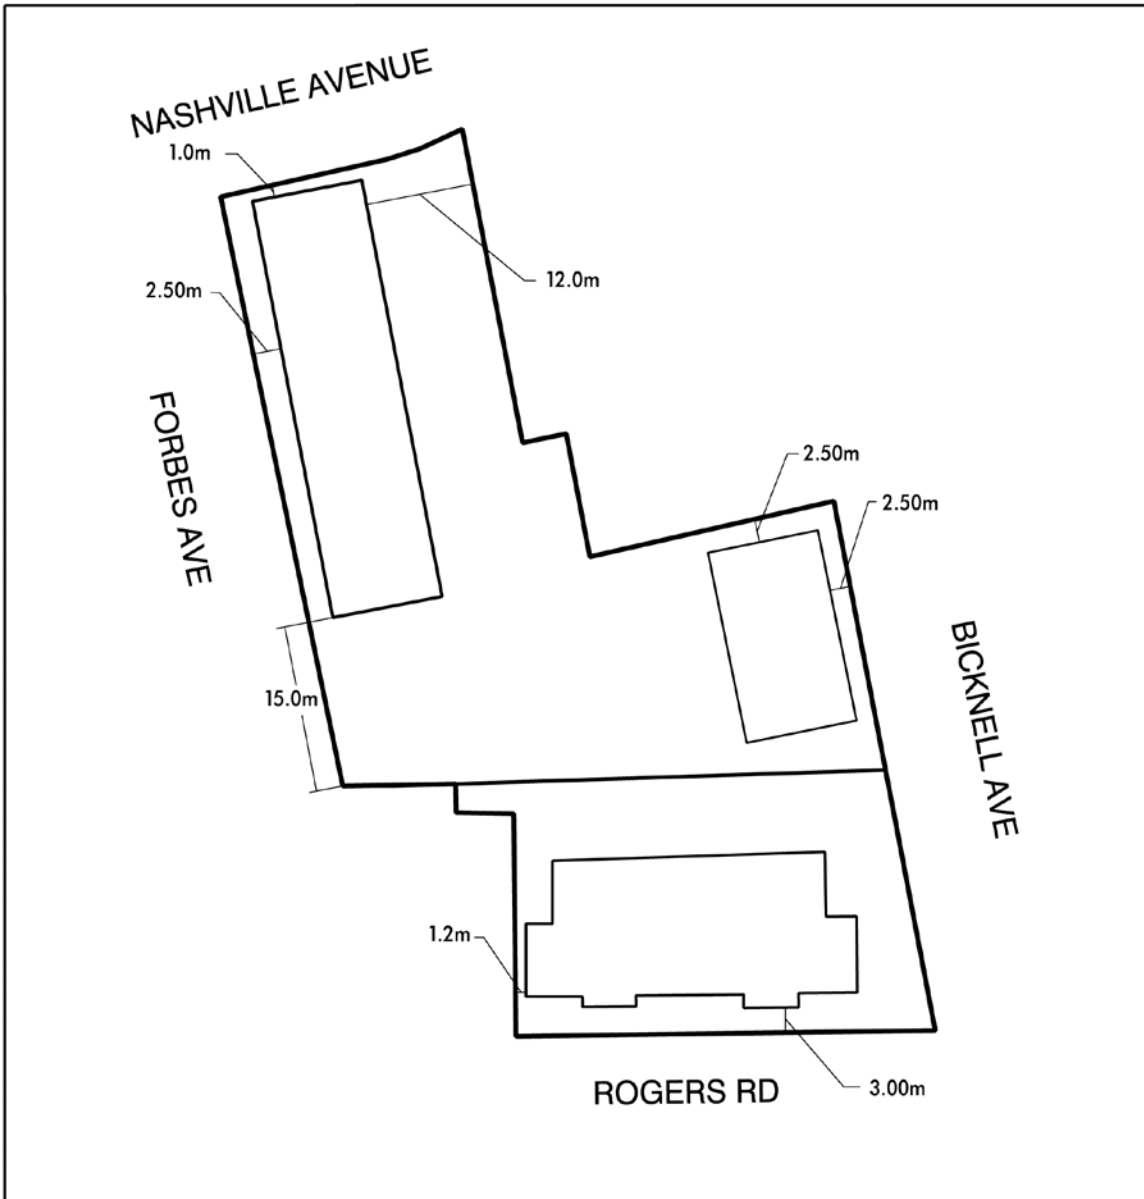 NASHVILLE AVENUE
1.0m
12.0m
2.50m
FORBES AVE
2.50m
2.50m
BICKNELL AVE
15.0m
1.2m
3.00m
ROGERS RD